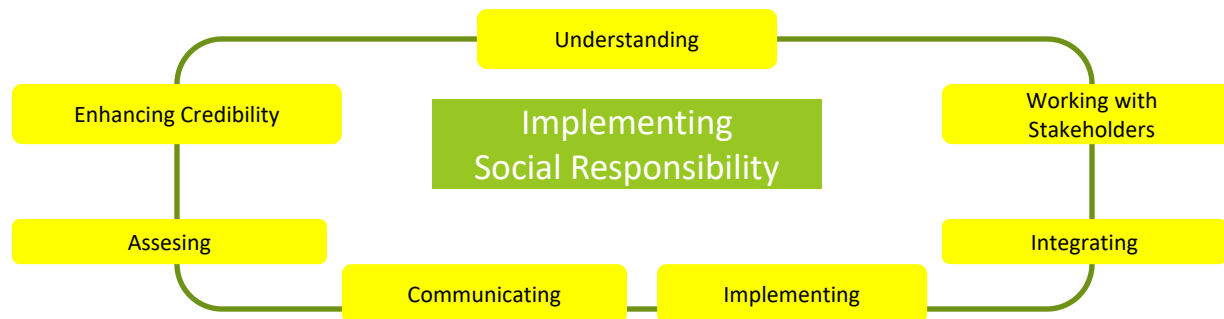 Understanding
Enhancing Credibility
Implementing
Social Responsibility
Working with
Stakeholders
Assesing
Integrating
Communicating
Implementing